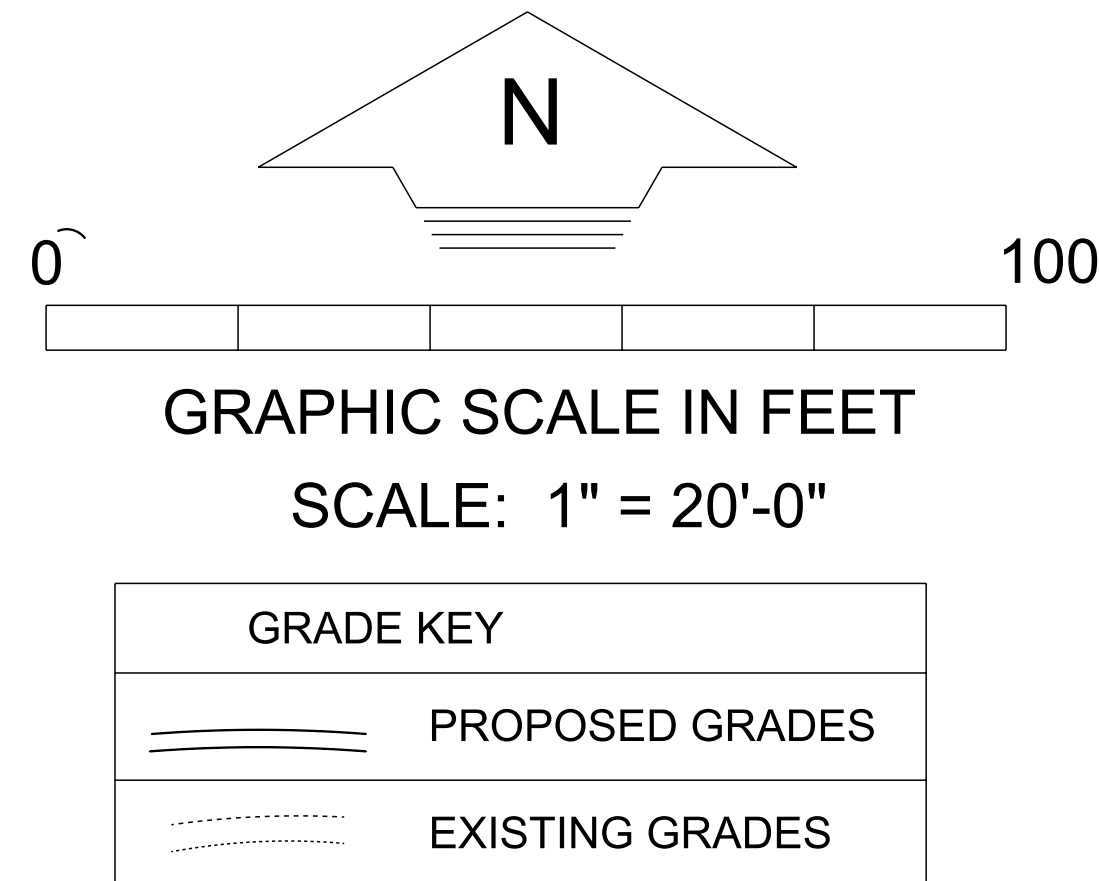 N
0 100
GRAPHIC SCALE IN FEET
SCALE: 1" = 20'-0"
GRADE KEY
PROPOSED GRADES
EXISTING GRADES